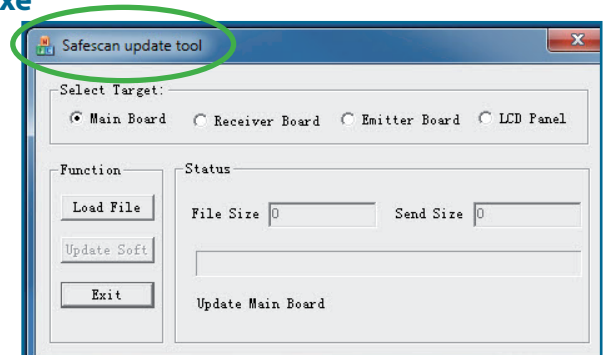 xe
Safescan update tool
Select Target:
Main Board Receiver Board Emitter Board LCD Panel
Function Status
Load File File Size 0 Send Size 0
Update Soft
Exit Update Main Board